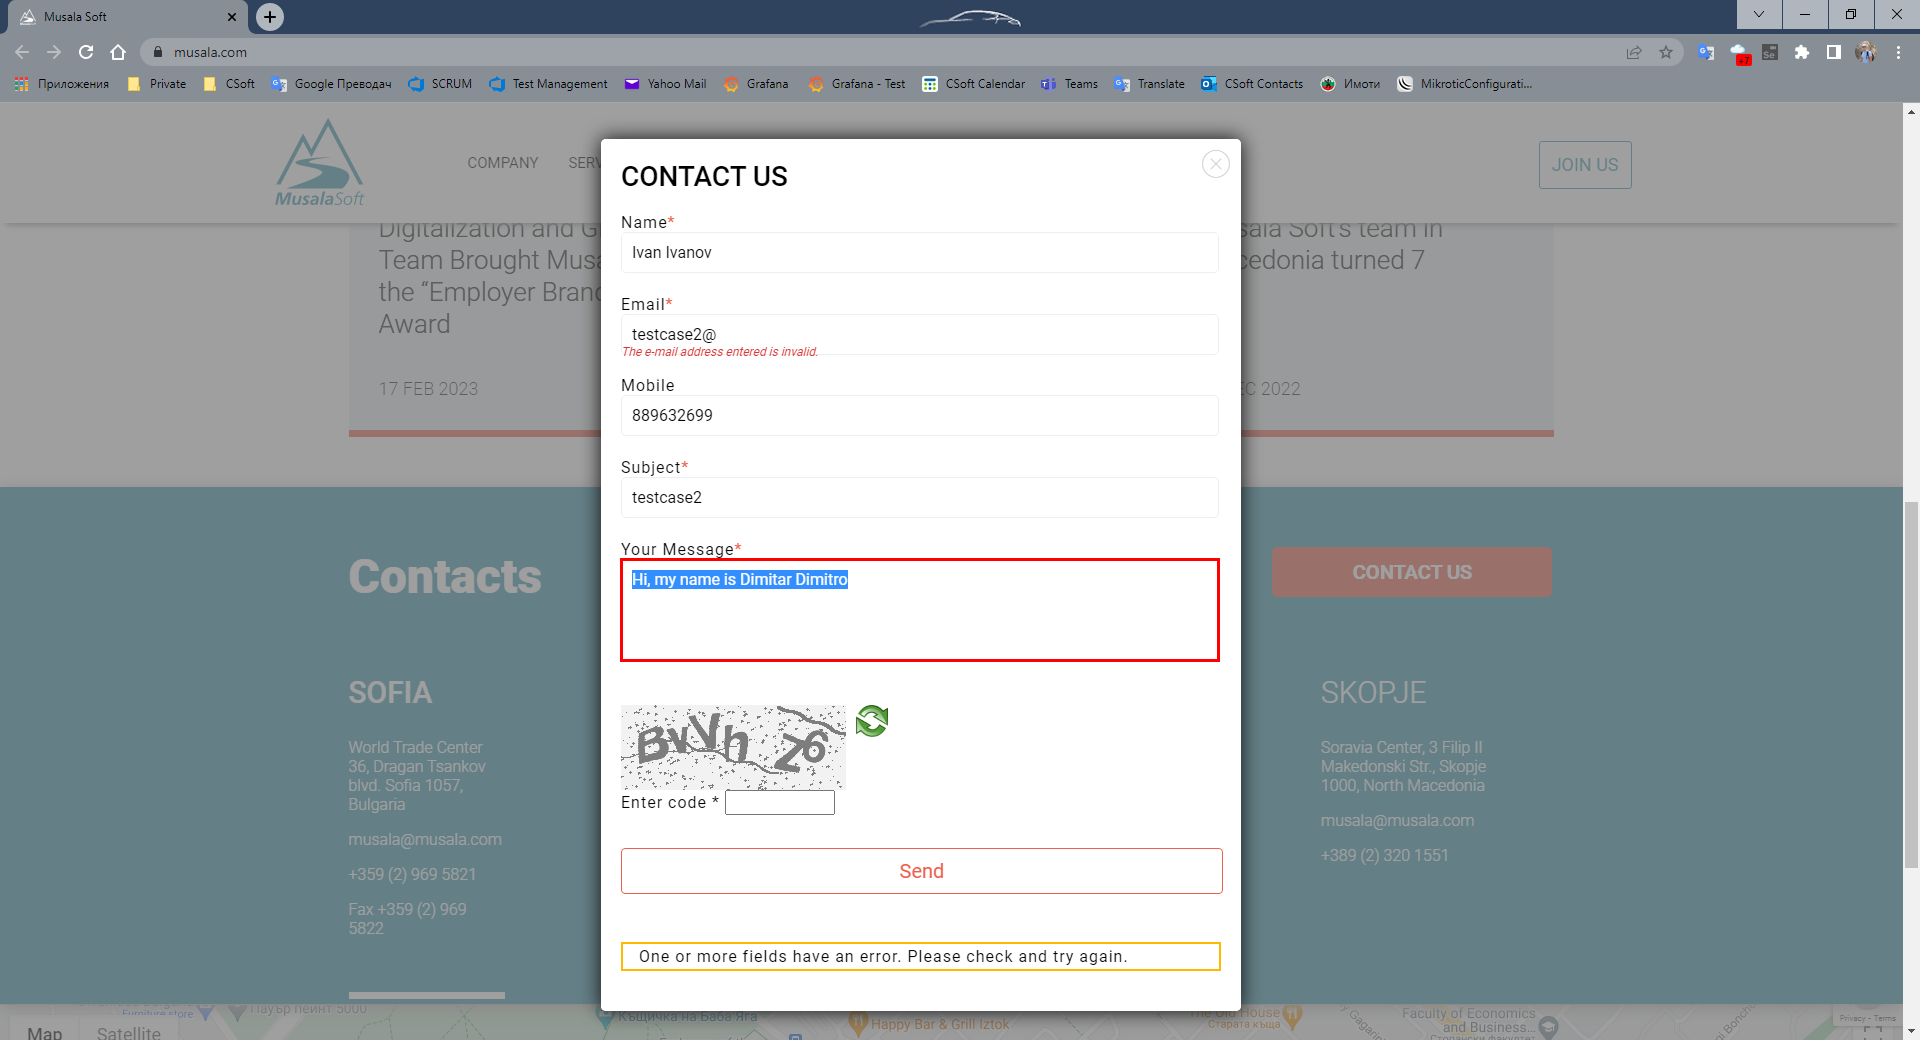 Musala Soft
musala.com
Приложения Private CSoft Google Преводач SCRUM Test Management Yahoo Mail Grafana Grafana - Test CSoft Calendar Teams Translate CSoft Contacts Имоти MikroticConfigurati...
MusalaSoft
COMPANY SERV
JOIN US
CONTACT US
Name*
Ivan Ivanov
Email*
testcase2@
The e-mail address entered is invalid.
Mobile
889632699
Subject*
testcase2
Your Message*
Hi, my name is Dimitar Dimitro
BvVh z6
Enter code *
Send
One or more fields have an error. Please check and try again.
Digitalization and G
Team Brought Musa
the “Employer Brand
Award
17 FEB 2023
sala Soft's team in
cedonia turned 7
EC 2022
Contacts
CONTACT US
SOFIA
World Trade Center
36, Dragan Tsankov
blvd. Sofia 1057,
Bulgaria
musala@musala.com
+359 (2) 969 5821
Fax +359 (2) 969
5822
SKOPJE
Soravia Center, 3 Filip II
Makedonski Str., Skopje
1000, North Macedonia
musala@musala.com
+389 (2) 320 1551
Map Satellite
Furniture store
Пауър пейнт 5000
Къщичка на Баба Яга
Happy Bar & Grill Iztok
The Old House
Старата къща
Faculty of Economics
and Business...
Стопански факултет
Privacy - Terms